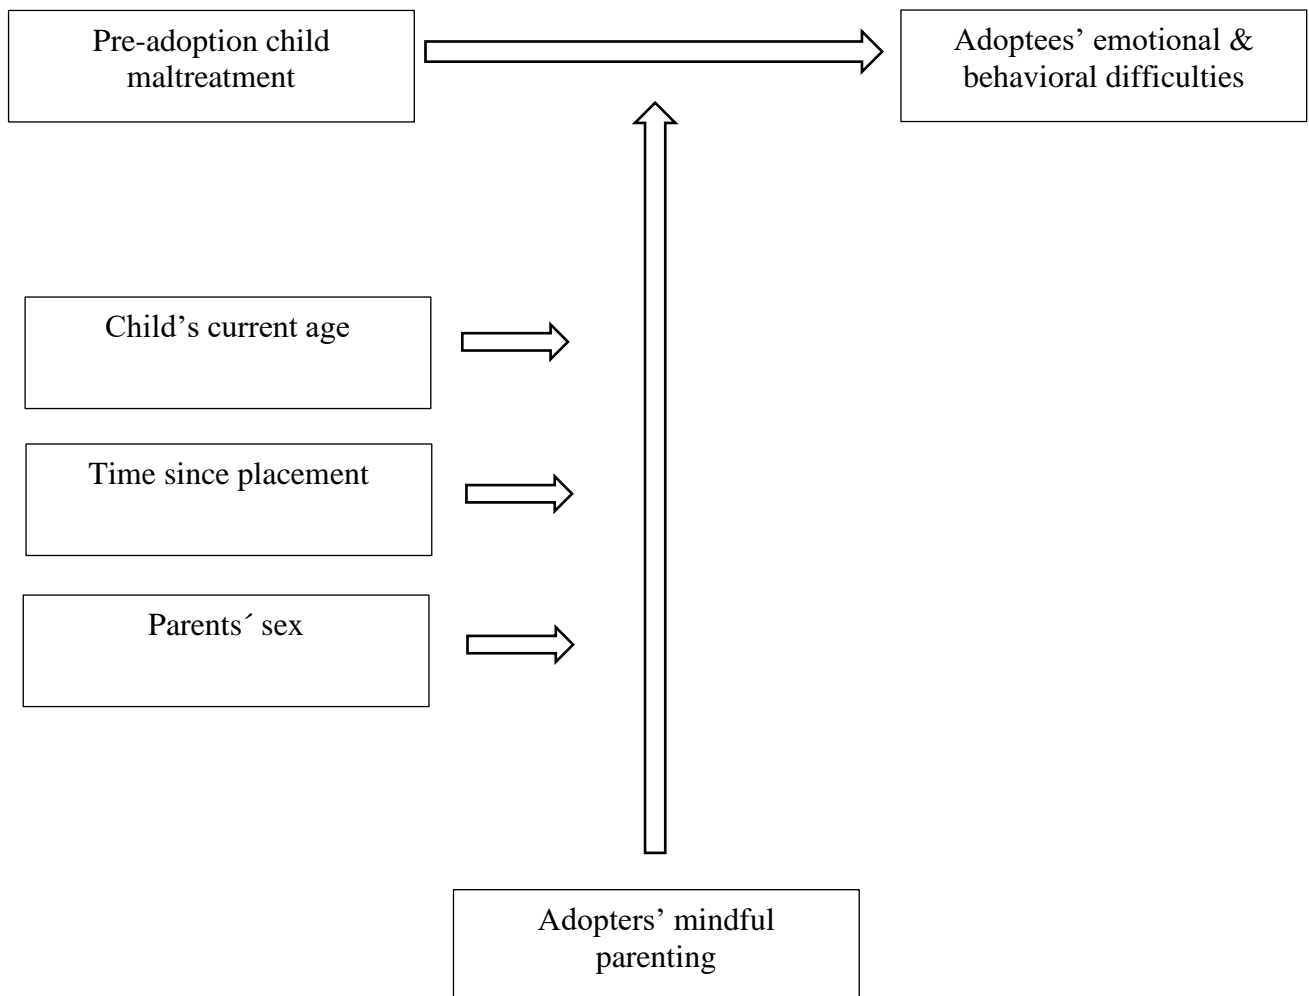 Pre-adoption child
maltreatment
Adoptees’ emotional &
behavioral difficulties
Child’s current age
Time since placement
Parents´ sex
Adopters’ mindful
parenting